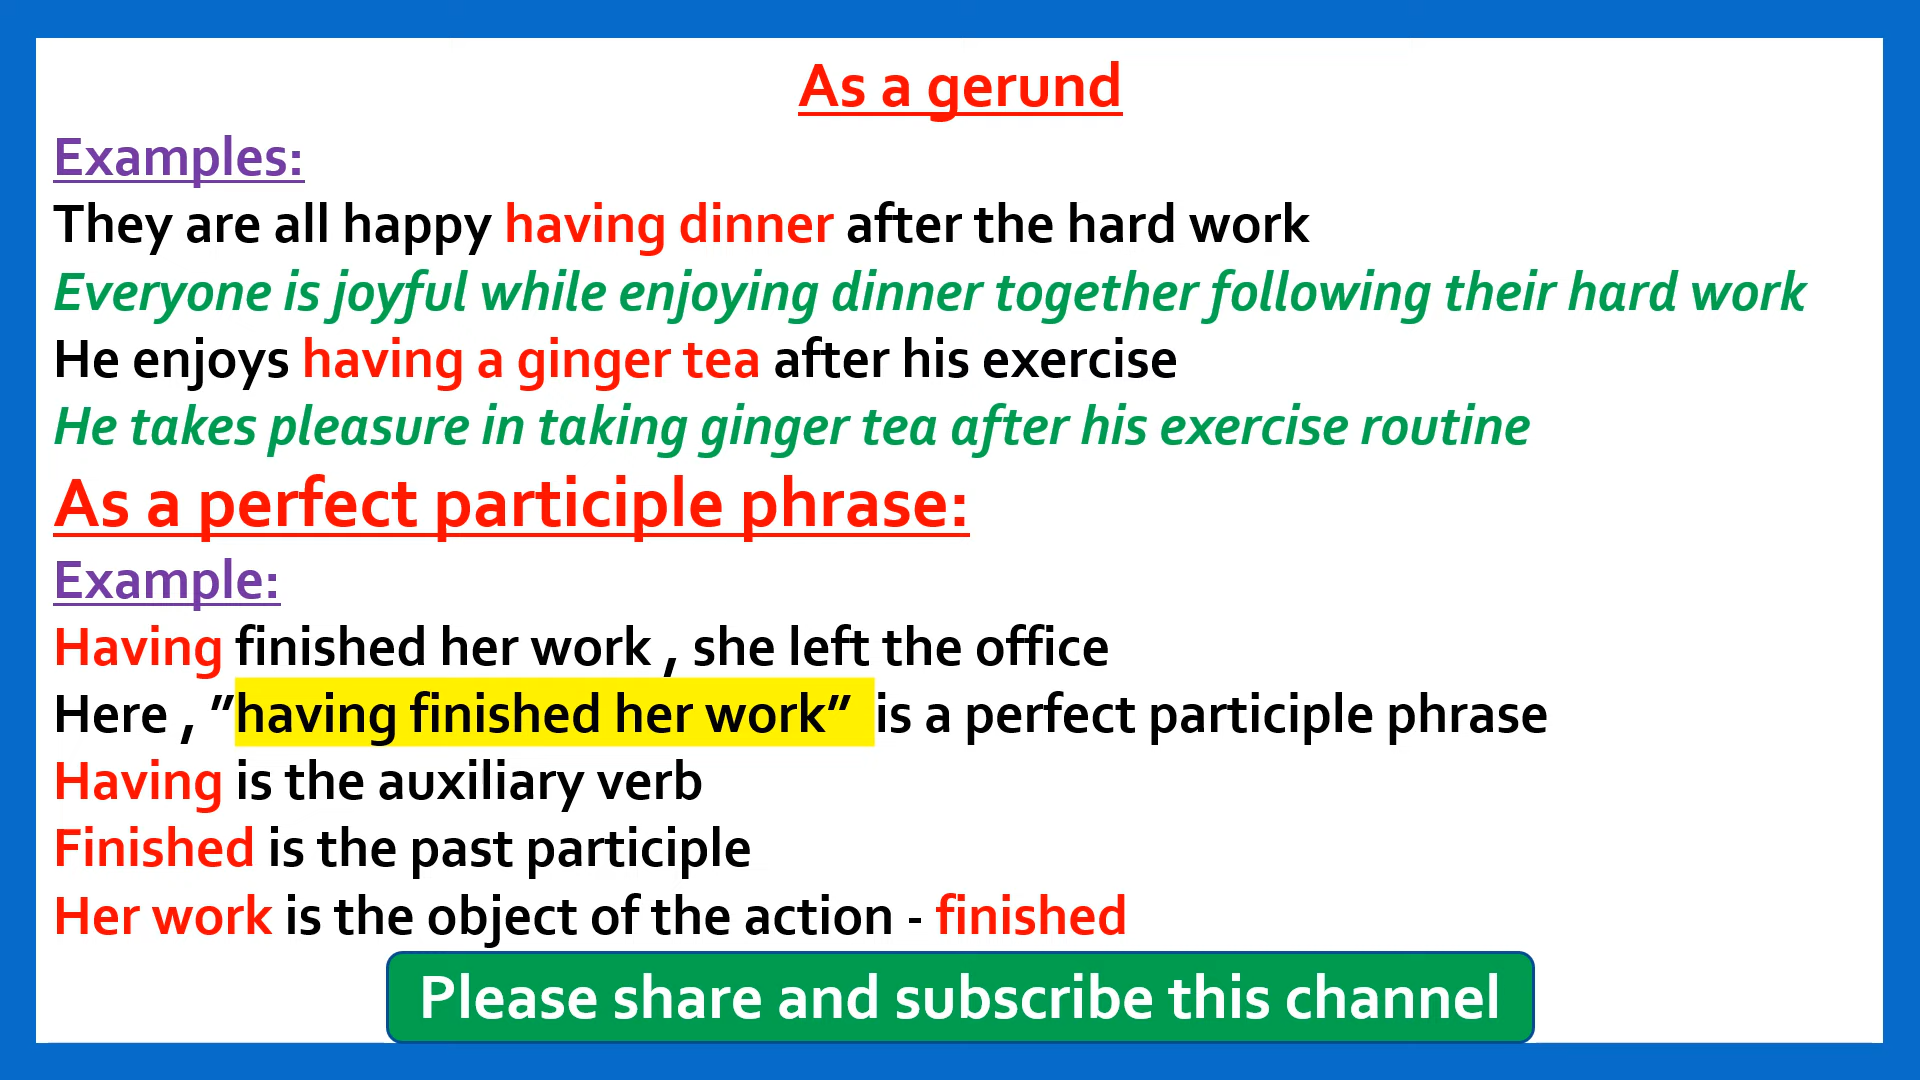 As a gerund
Examples:
They are all happy having dinner after the hard work
Everyone is joyful while enjoying dinner together following their hard work
He enjoys having a ginger tea after his exercise
He takes pleasure in taking ginger tea after his exercise routine
As a perfect participle phrase:
Example:
Having finished her work , she left the office
Here , ”having finished her work” is a perfect participle phrase
Having is the auxiliary verb
Finished is the past participle
Her work is the object of the action - finished
Please share and subscribe this channel